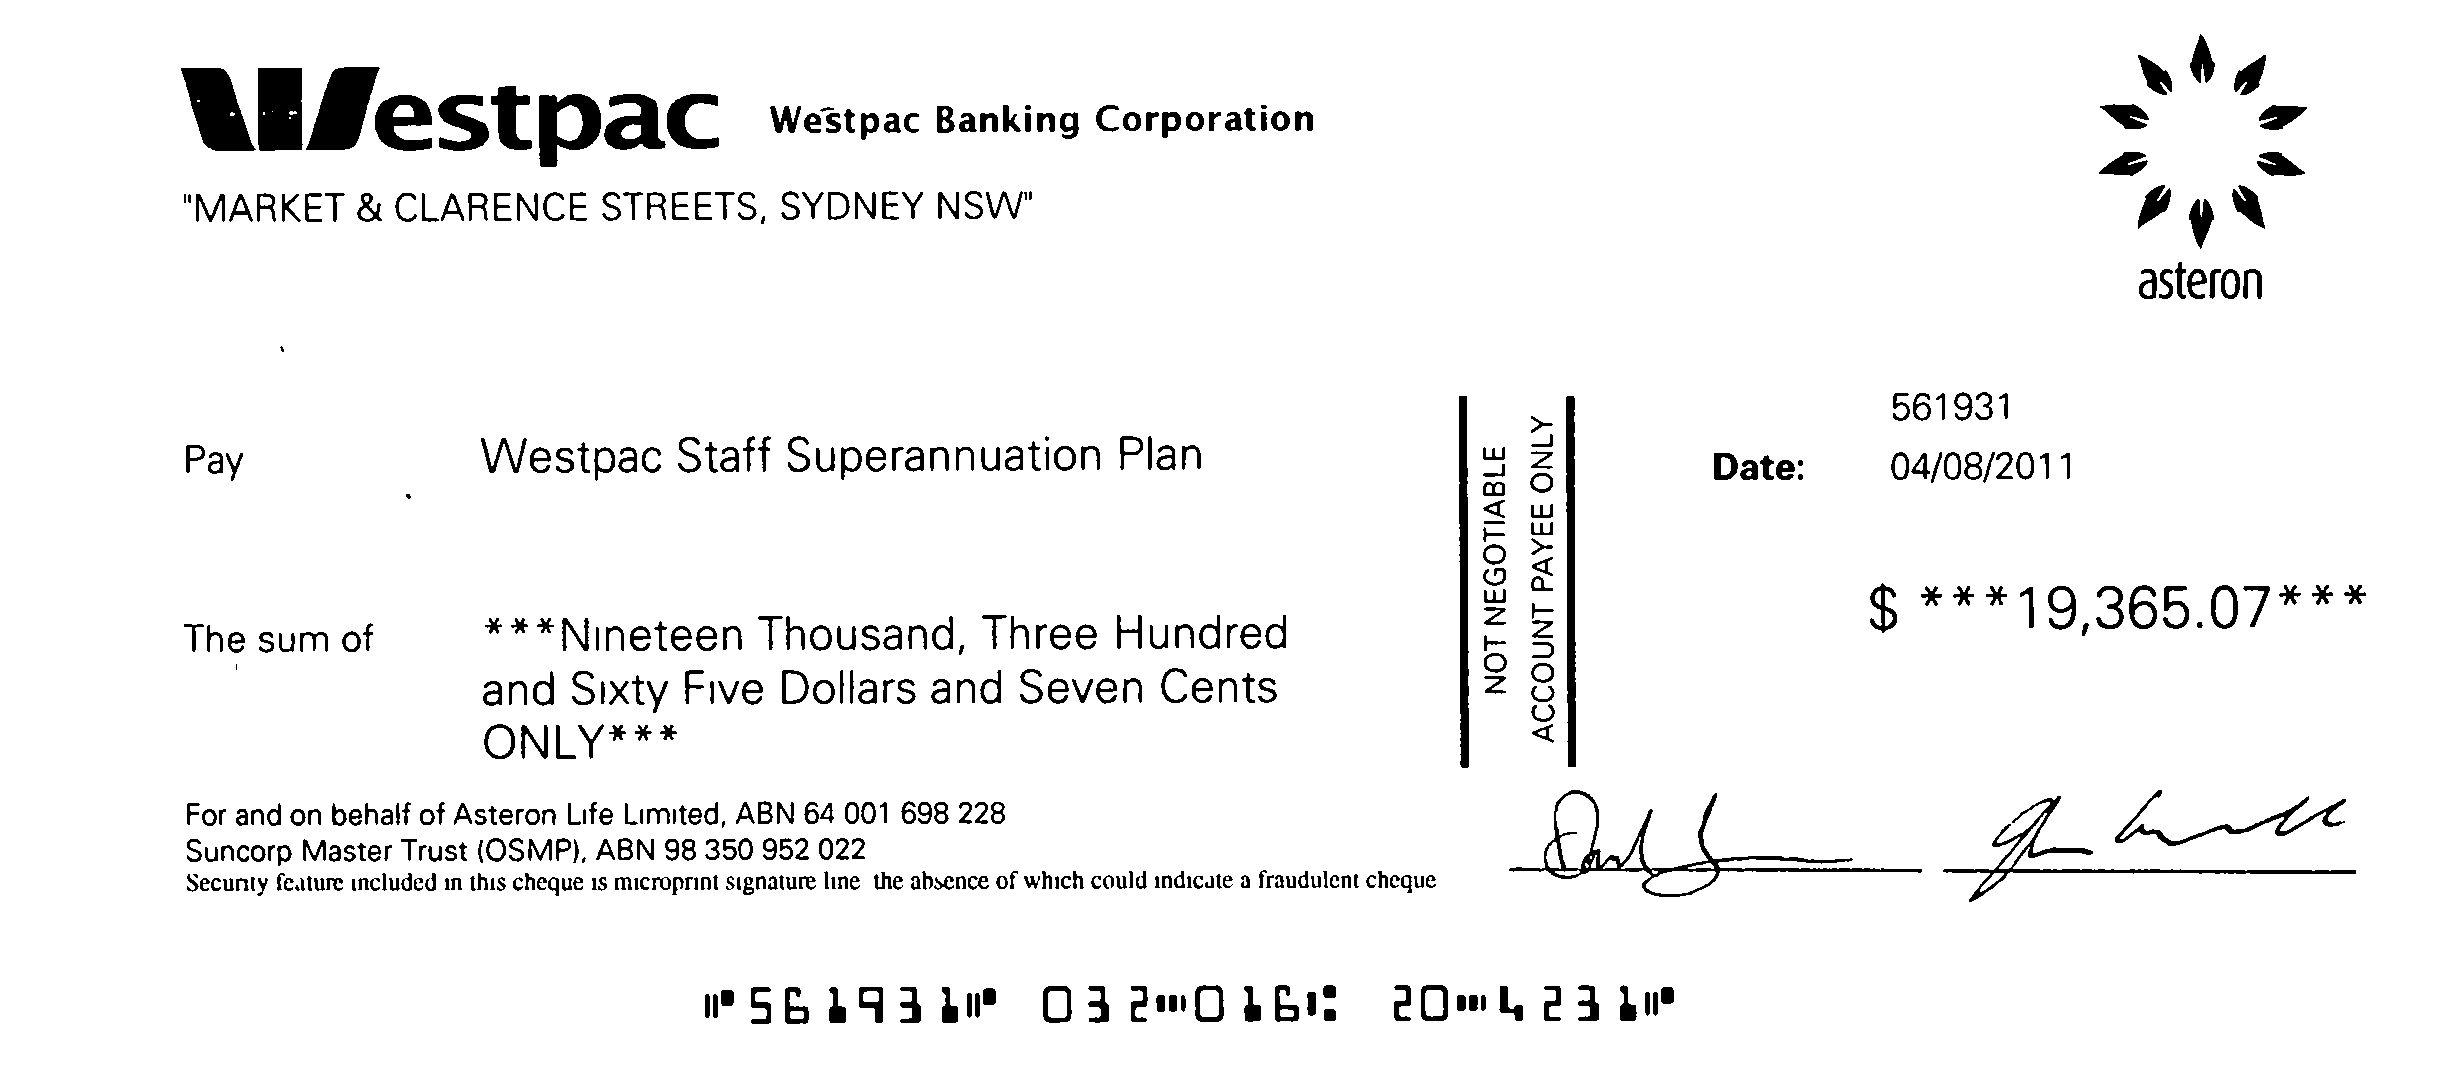 Westpac Westpac Banking Corporation
"MARKET & CLARENCE STREETS, SYDNEY NSW"
asteron
561931
Pay Westpac Staff Superannuation Plan
Date: 04/08/2011
NOT NEGOTIABLE
ACCOUNT PAYEE ONLY
The sum of ***Nineteen Thousand, Three Hundred
and Sixty Five Dollars and Seven Cents
ONLY***
$ ***19,365.07***
For and on behalf of Asteron Life Limited, ABN 64 001 698 228
Suncorp Master Trust (OSMP), ABN 98 350 952 022
Security feature included in this cheque is microprint signature line the absence of which could indicate a fraudulent cheque
⑈561931⑈ 032⑉016⑆ 20⑉4231⑈